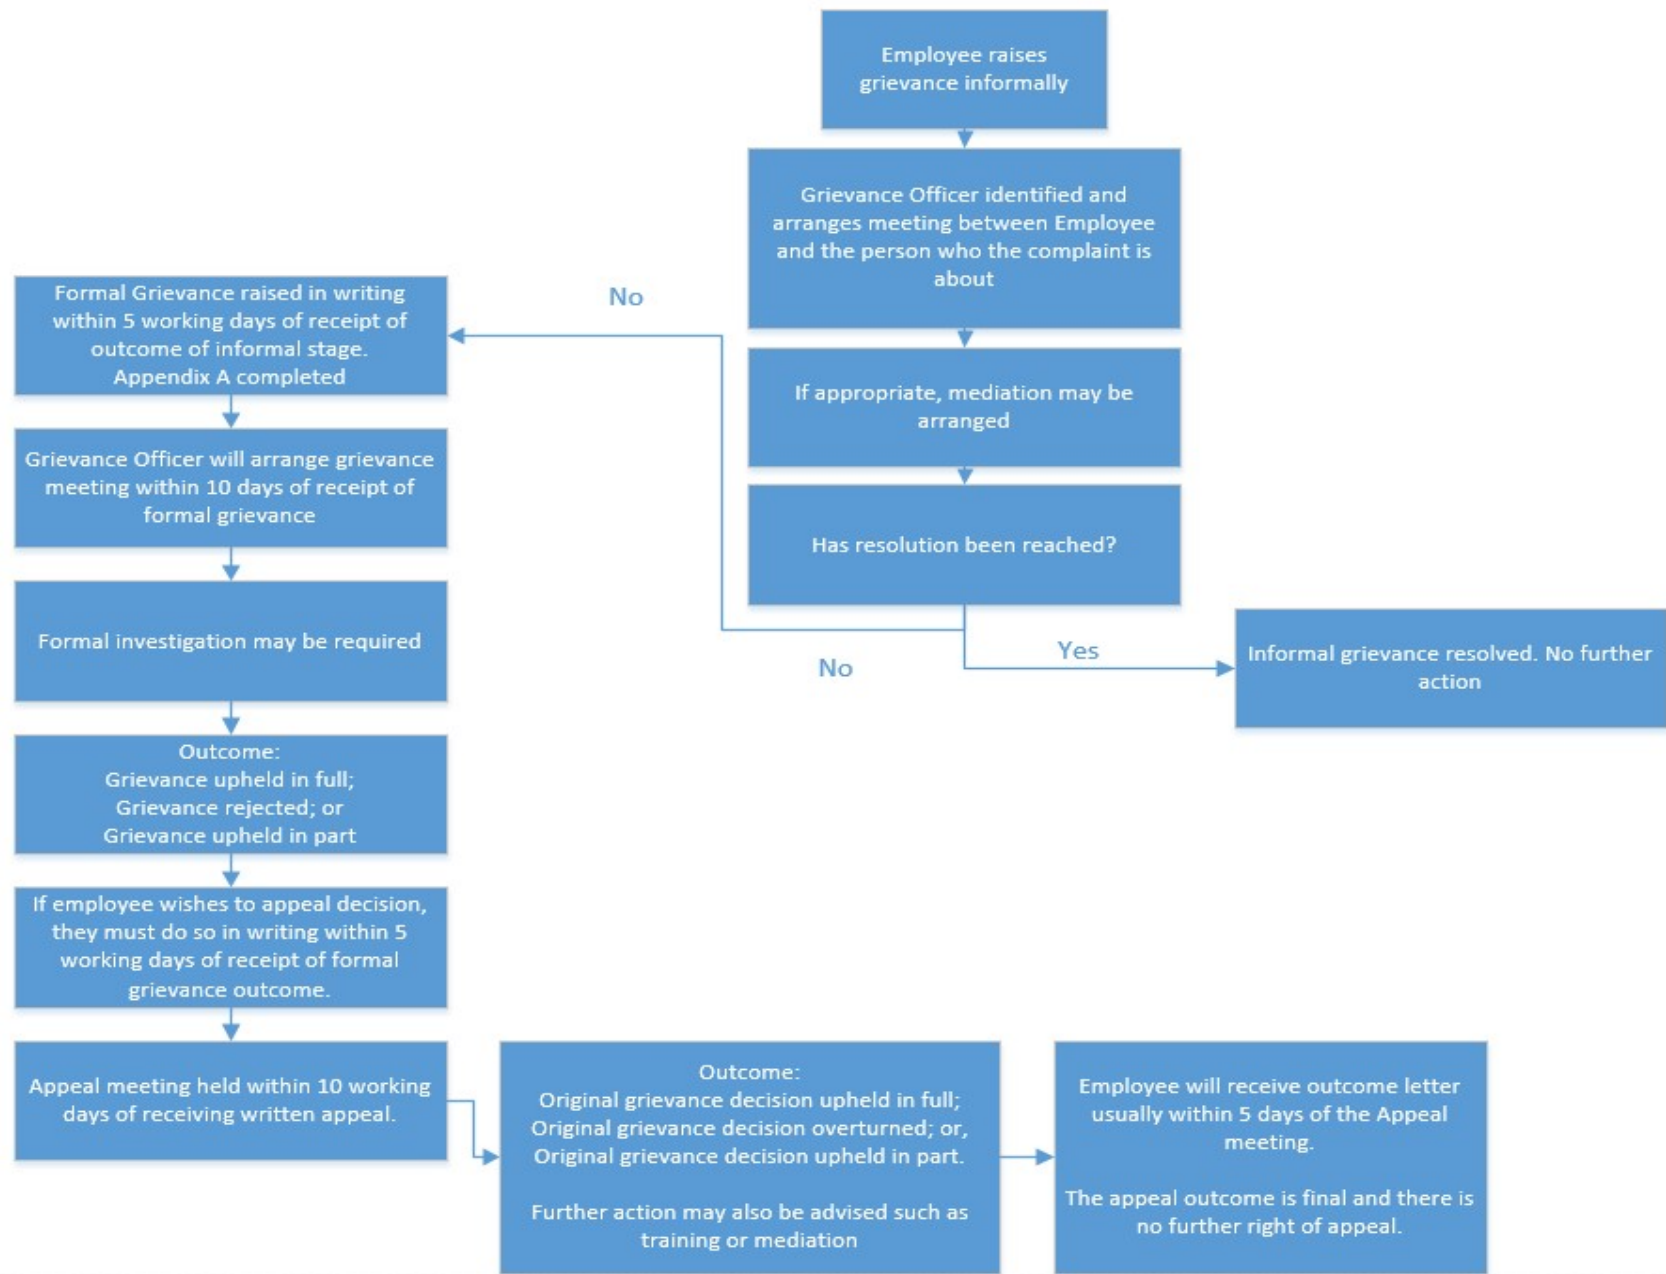 Employee raises
grievance informally
Grievance Officer identified and
arranges meeting between Employee
and the person who the complaint is
about
If appropriate, mediation may be
arranged
Has resolution been reached?
Yes
Informal grievance resolved. No further
action
No
No
Formal Grievance raised in writing
within 5 working days of receipt of
outcome of informal stage.
Appendix A completed
Grievance Officer will arrange grievance
meeting within 10 days of receipt of
formal grievance
Formal investigation may be required
Outcome:
Grievance upheld in full;
Grievance rejected; or
Grievance upheld in part
If employee wishes to appeal decision,
they must do so in writing within 5
working days of receipt of formal
grievance outcome.
Appeal meeting held within 10 working
days of receiving written appeal.
Outcome:
Original grievance decision upheld in full;
Original grievance decision overturned; or,
Original grievance decision upheld in part.
Further action may also be advised such as
training or mediation
Employee will receive outcome letter
usually within 5 days of the Appeal
meeting.
The appeal outcome is final and there is
no further right of appeal.